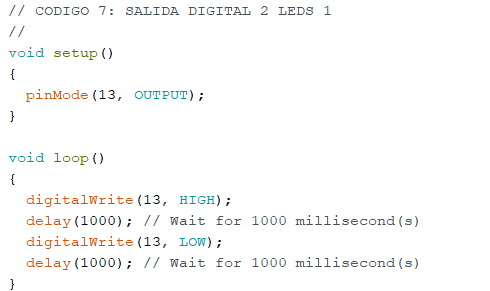 // CODIGO 7: SALIDA DIGITAL 2 LEDS 1
//
void setup()
{
  pinMode(13, OUTPUT);
}

void loop()
{
  digitalWrite(13, HIGH);
  delay(1000); // Wait for 1000 millisecond(s)
  digitalWrite(13, LOW);
  delay(1000); // Wait for 1000 millisecond(s)
}